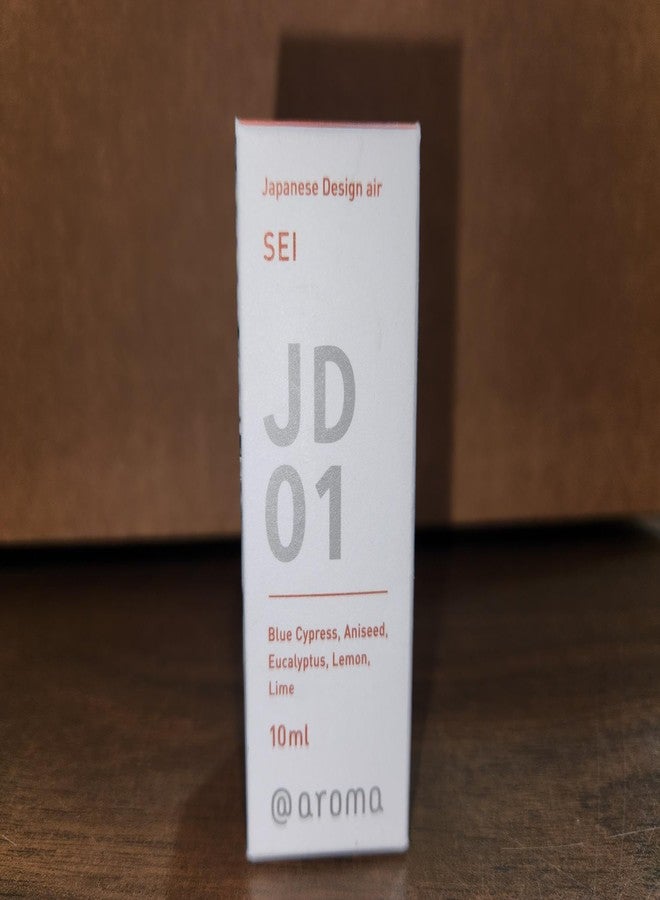 Japanese Design air
SEI
JD
01
Blue Cypress, Aniseed,
Eucalyptus, Lemon,
Lime
10ml
@aroma